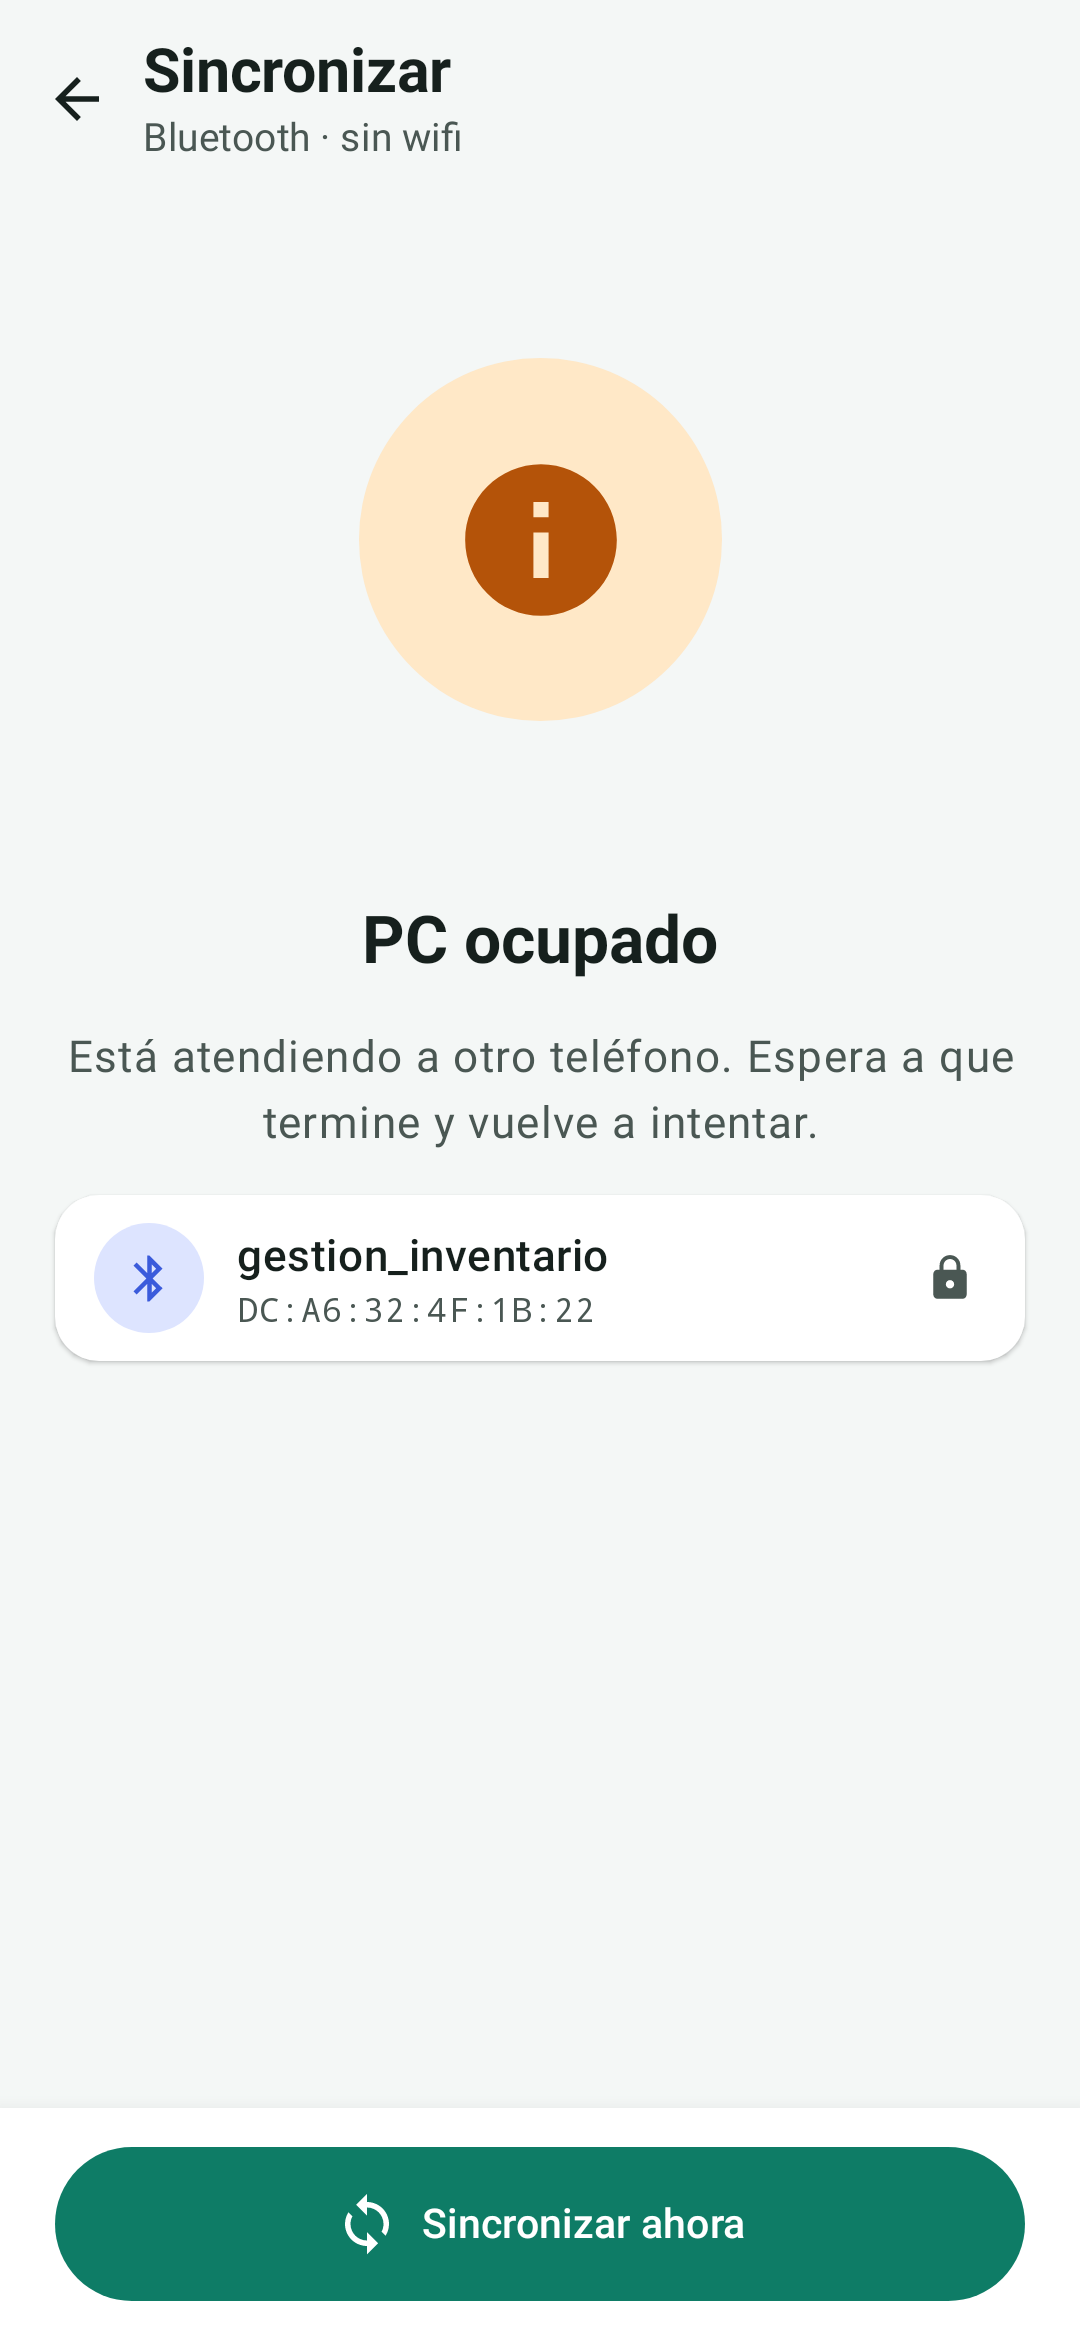 Sincronizar
Bluetooth · sin wifi
PC ocupado
Está atendiendo a otro teléfono. Espera a que
termine y vuelve a intentar.
gestion_inventario
DC:A6:32:4F:1B:22
Sincronizar ahora